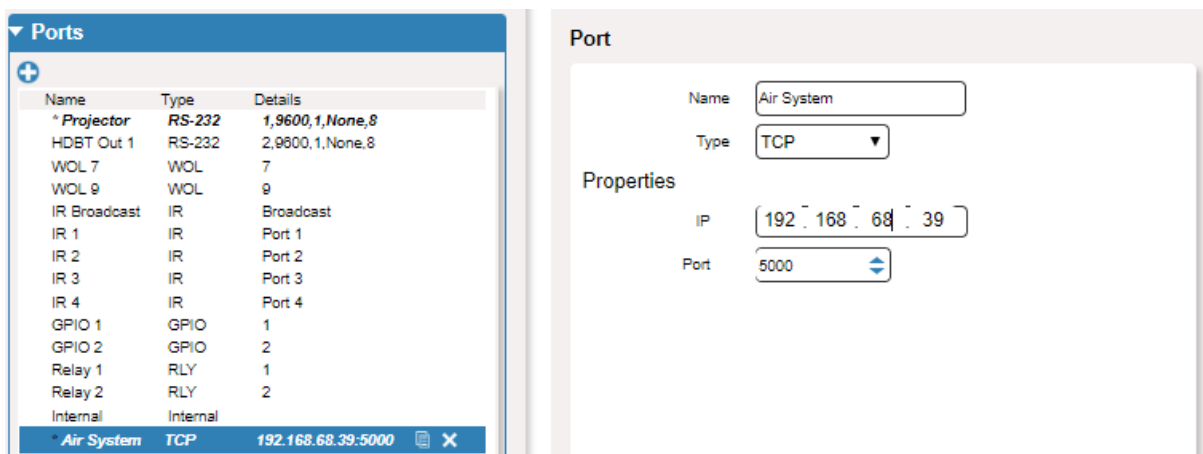 Ports
Name Type Details
* Projector RS-232 1,9600,1,None,8
HDBT Out 1 RS-232 2,9600,1,None,8
WOL 7 WOL 7
WOL 9 WOL 9
IR Broadcast IR Broadcast
IR 1 IR Port 1
IR 2 IR Port 2
IR 3 IR Port 3
IR 4 IR Port 4
GPIO 1 GPIO 1
GPIO 2 GPIO 2
Relay 1 RLY 1
Relay 2 RLY 2
Internal Internal
* Air System TCP 192.168.68.39:5000
Port
Name Air System
Type TCP
Properties
IP 192 . 168 . 68 . 39
Port 5000